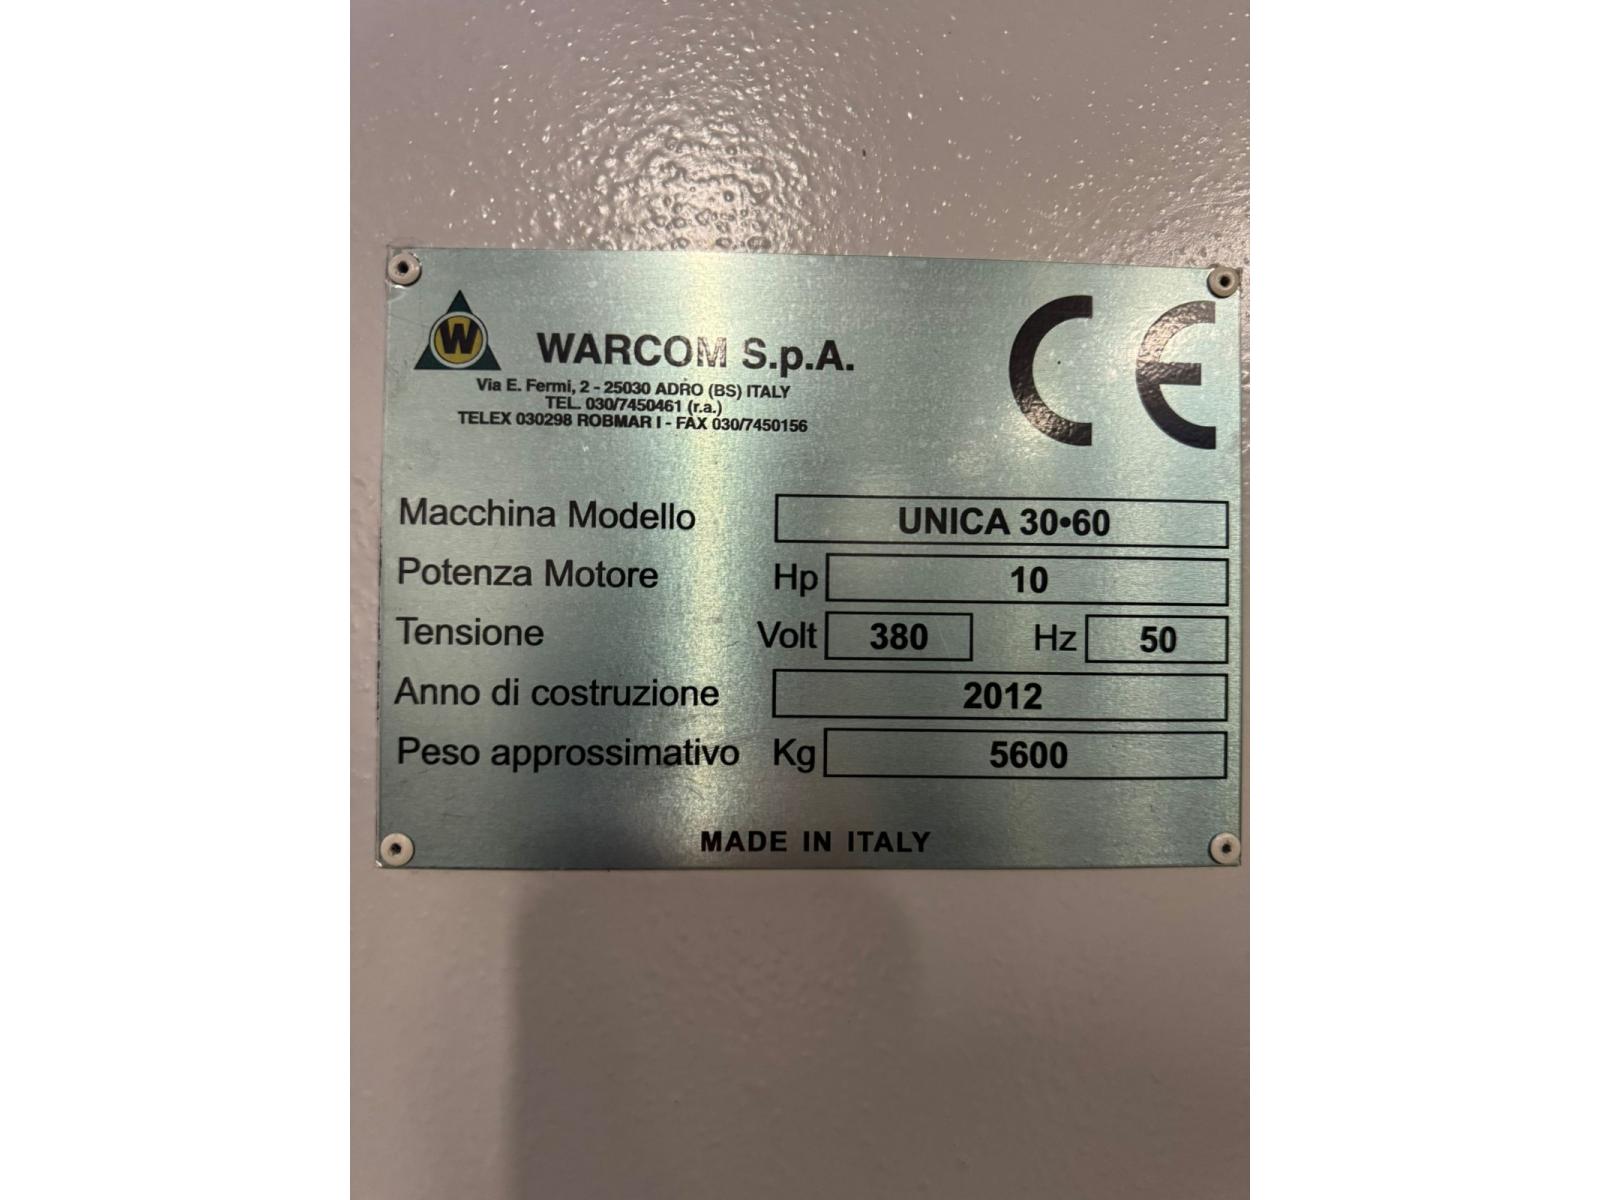 W
WARCOM S.p.A.
Via E. Fermi, 2 - 25030 ADRO (BS) ITALY
TEL. 030/7450461 (r.a.)
TELEX 030298 ROBMAR I - FAX 030/7450156
CE
Macchina Modello UNICA 30•60
Potenza Motore Hp 10
Tensione Volt 380 Hz 50
Anno di costruzione 2012
Peso approssimativo Kg 5600
MADE IN ITALY